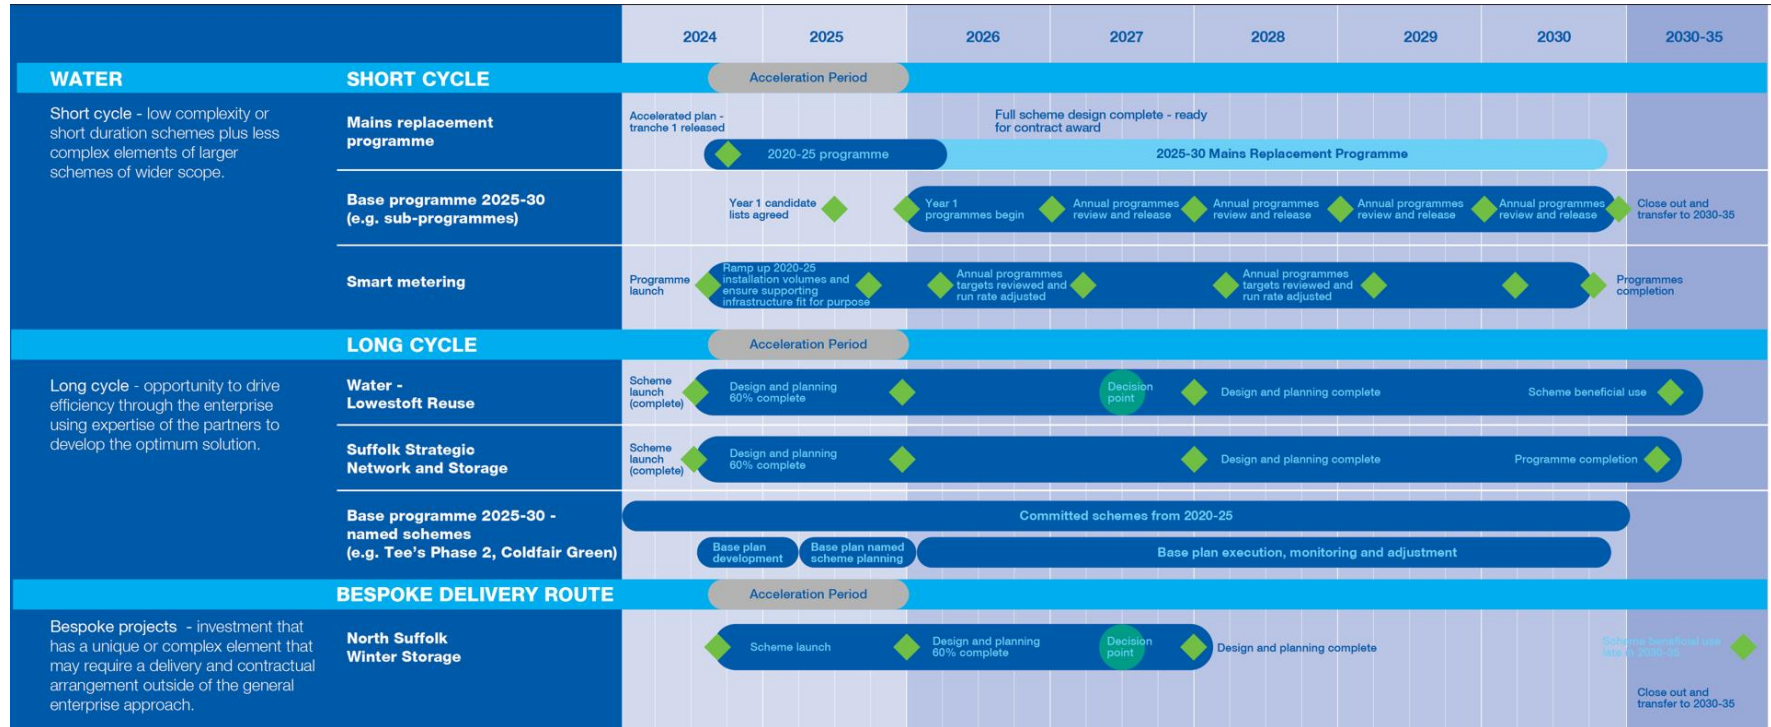 2024 2025 2026 2027 2028 2029 2030 2030-35
WATER
SHORT CYCLE
Acceleration Period
Short cycle - low complexity or
short duration schemes plus less
complex elements of larger
schemes of wider scope.
Mains replacement
programme
Accelerated plan -
tranche 1 released
Full scheme design complete - ready
for contract award
2020-25 programme
2025-30 Mains Replacement Programme
Base programme 2025-30
(e.g. sub-programmes)
Year 1 candidate
lists agreed
Year 1
programmes begin
Annual programmes
review and release
Annual programmes
review and release
Annual programmes
review and release
Annual programmes
review and release
Close out and
transfer to 2030-35
Smart metering
Programme
launch
Ramp up 2020-25
installation volumes and
ensure supporting
infrastructure fit for purpose
Annual programmes
targets reviewed and
run rate adjusted
Annual programmes
targets reviewed and
run rate adjusted
Programmes
completion
LONG CYCLE
Acceleration Period
Long cycle - opportunity to drive
efficiency through the enterprise
using expertise of the partners to
develop the optimum solution.
Water -
Lowestoft Reuse
Scheme
launch
(complete)
Design and planning
60% complete
Decision
point
Design and planning complete
Scheme beneficial use
Suffolk Strategic
Network and Storage
Scheme
launch
(complete)
Design and planning
60% complete
Design and planning complete
Programme completion
Base programme 2025-30 -
named schemes
(e.g. Tee's Phase 2, Coldfair Green)
Committed schemes from 2020-25
Base plan
development
Base plan named
scheme planning
Base plan execution, monitoring and adjustment
BESPOKE DELIVERY ROUTE
Acceleration Period
Bespoke projects - investment that
has a unique or complex element that
may require a delivery and contractual
arrangement outside of the general
enterprise approach.
North Suffolk
Winter Storage
Scheme launch
Design and planning
60% complete
Decision
point
Design and planning complete
Scheme beneficial use
late in 2030-35
Close out and
transfer to 2030-35